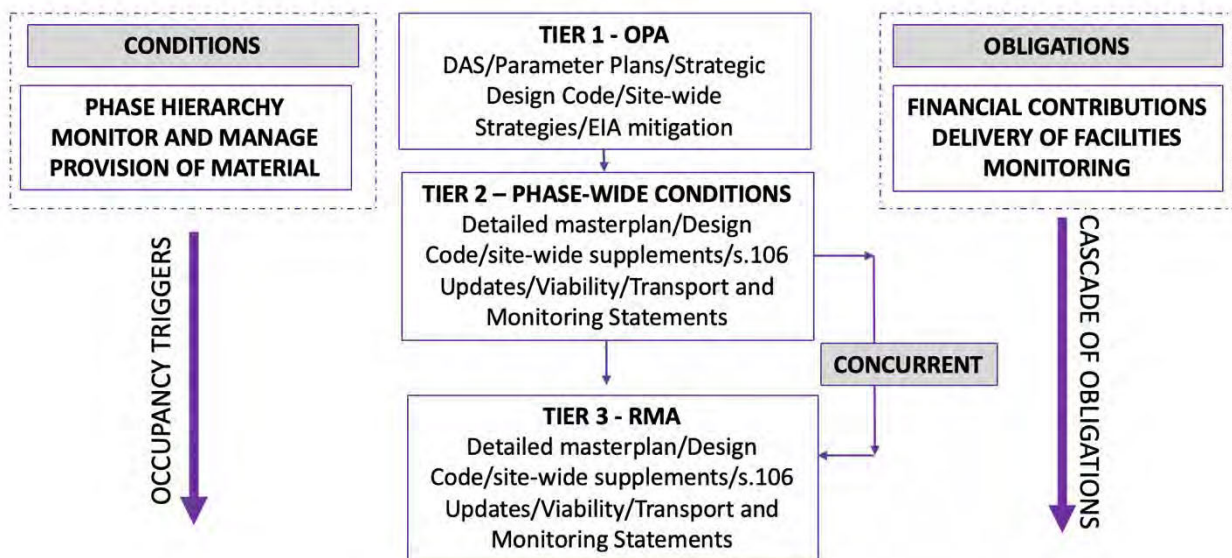 CONDITIONS
PHASE HIERARCHY
MONITOR AND MANAGE
PROVISION OF MATERIAL
OCCUPANCY TRIGGERS
TIER 1 - OPA
DAS/Parameter Plans/Strategic
Design Code/Site-wide
Strategies/EIA mitigation
TIER 2 – PHASE-WIDE CONDITIONS
Detailed masterplan/Design
Code/site-wide supplements/s.106
Updates/Viability/Transport and
Monitoring Statements
CONCURRENT
TIER 3 - RMA
Detailed masterplan/Design
Code/site-wide supplements/s.106
Updates/Viability/Transport and
Monitoring Statements
OBLIGATIONS
FINANCIAL CONTRIBUTIONS
DELIVERY OF FACILITIES
MONITORING
CASCADE OF OBLIGATIONS